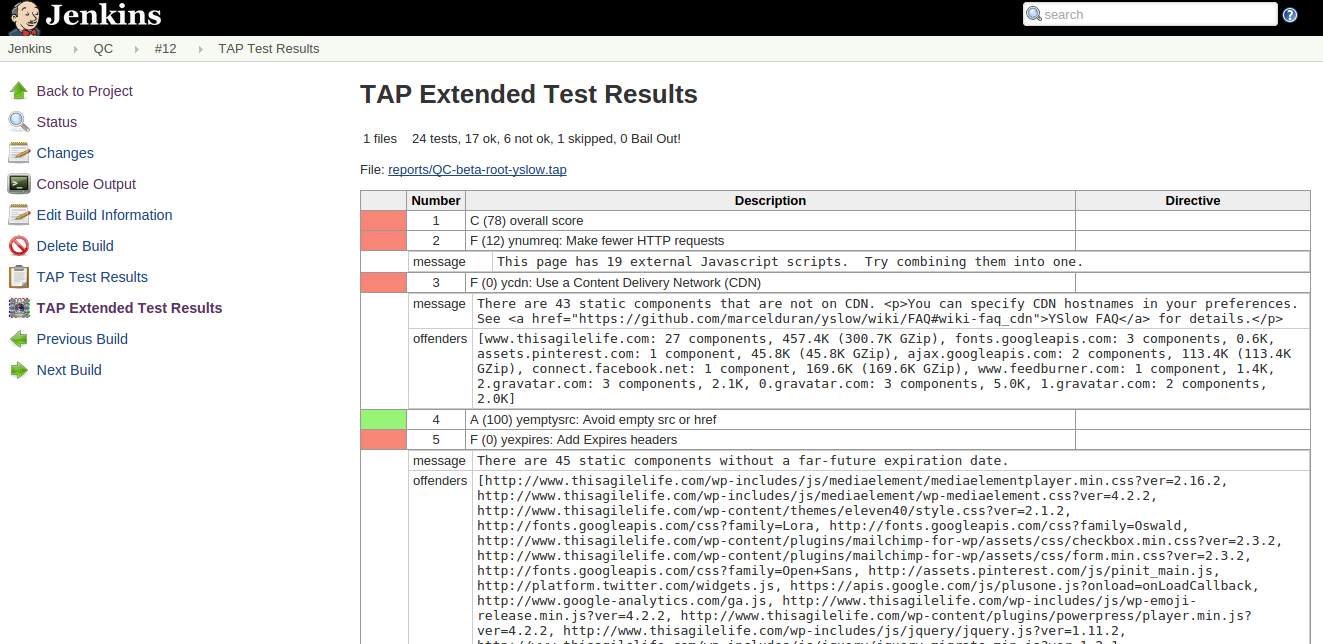 Jenkins
search
?
Jenkins QC #12 TAP Test Results
Back to Project
Status
Changes
Console Output
Edit Build Information
Delete Build
TAP Test Results
TAP Extended Test Results
Previous Build
Next Build
TAP Extended Test Results
1 files 24 tests, 17 ok, 6 not ok, 1 skipped, 0 Bail Out!
File: reports/QC-beta-root-yslow.tap
Number Description Directive
1 C (78) overall score
2 F (12) ynumreq: Make fewer HTTP requests
message This page has 19 external Javascript scripts.  Try combining them into one.
3 F (0) ycdn: Use a Content Delivery Network (CDN)
message There are 43 static components that are not on CDN. <p>You can specify CDN hostnames in your preferences.
See <a href="https://github.com/marcelduran/yslow/wiki/FAQ#wiki-faq_cdn">YSlow FAQ</a> for details.</p>
offenders [www.thisagilelife.com: 27 components, 457.4K (300.7K GZip), fonts.googleapis.com: 3 components, 0.6K,
assets.pinterest.com: 1 component, 45.8K (45.8K GZip), ajax.googleapis.com: 2 components, 113.4K (113.4K
GZip), connect.facebook.net: 1 component, 169.6K (169.6K GZip), www.feedburner.com: 1 component, 1.4K,
2.gravatar.com: 3 components, 2.1K, 0.gravatar.com: 3 components, 5.0K, 1.gravatar.com: 2 components,
2.0K]
4 A (100) yemptysrc: Avoid empty src or href
5 F (0) yexpires: Add Expires headers
message There are 45 static components without a far-future expiration date.
offenders [http://www.thisagilelife.com/wp-includes/js/mediaelement/mediaelementplayer.min.css?ver=2.16.2,
http://www.thisagilelife.com/wp-includes/js/mediaelement/wp-mediaelement.css?ver=4.2.2,
http://www.thisagilelife.com/wp-content/themes/eleven40/style.css?ver=2.1.2,
http://fonts.googleapis.com/css?family=Lora, http://fonts.googleapis.com/css?family=Oswald,
http://www.thisagilelife.com/wp-content/plugins/mailchimp-for-wp/assets/css/checkbox.min.css?ver=2.3.2,
http://www.thisagilelife.com/wp-content/plugins/mailchimp-for-wp/assets/css/form.min.css?ver=2.3.2,
http://fonts.googleapis.com/css?family=Open+Sans, http://assets.pinterest.com/js/pinit_main.js,
http://platform.twitter.com/widgets.js, https://apis.google.com/js/plusone.js?onload=onLoadCallback,
http://www.google-analytics.com/ga.js, http://www.thisagilelife.com/wp-includes/js/wp-emoji-
release.min.js?ver=4.2.2, http://www.thisagilelife.com/wp-content/plugins/powerpress/player.min.js?
ver=4.2.2, http://www.thisagilelife.com/wp-includes/js/jquery/jquery.js?ver=1.11.2,